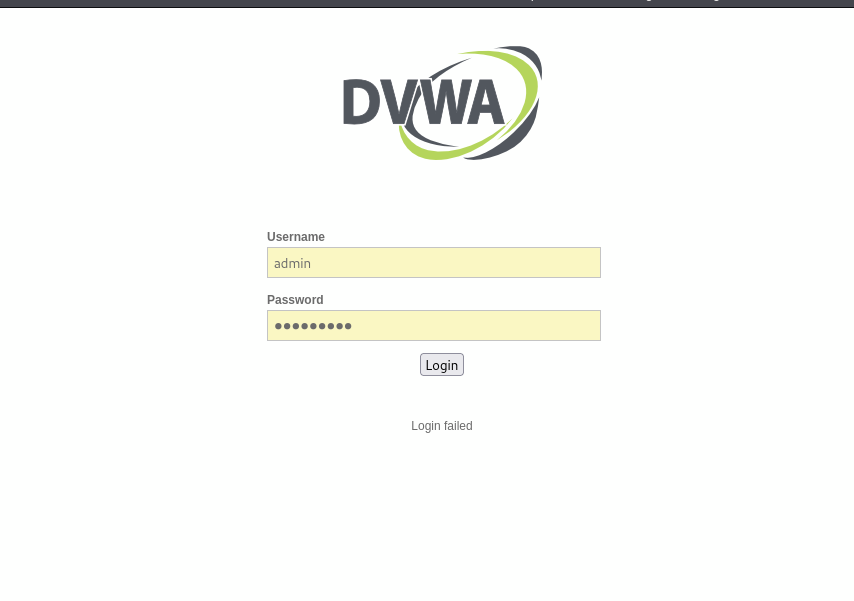 DVWA
Username
admin
Password
•••••••••
Login
Login failed